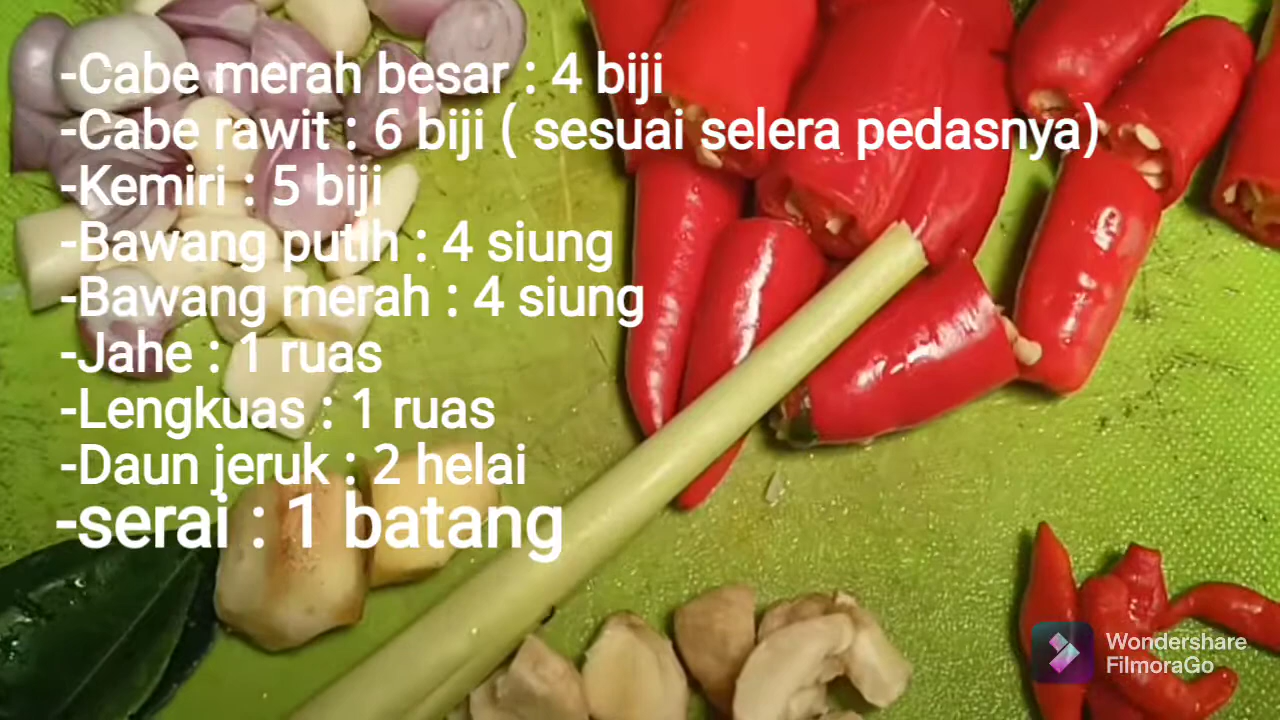 -Cabe merah besar : 4 biji
-Cabe rawit : 6 biji ( sesuai selera pedasnya)
-Kemiri : 5 biji
-Bawang putih : 4 siung
-Bawang merah : 4 siung
-Jahe : 1 ruas
-Lengkuas : 1 ruas
-Daun jeruk : 2 helai
-serai : 1 batang
Wondershare
FilmoraGo